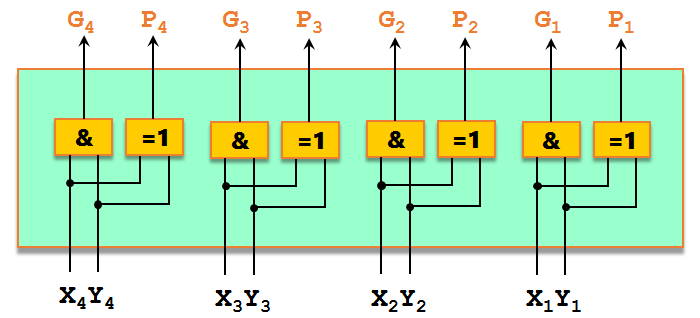 G4 P4 G3 P3 G2 P2 G1 P1
& =1 & =1 & =1 & =1
X4Y4 X3Y3 X2Y2 X1Y1